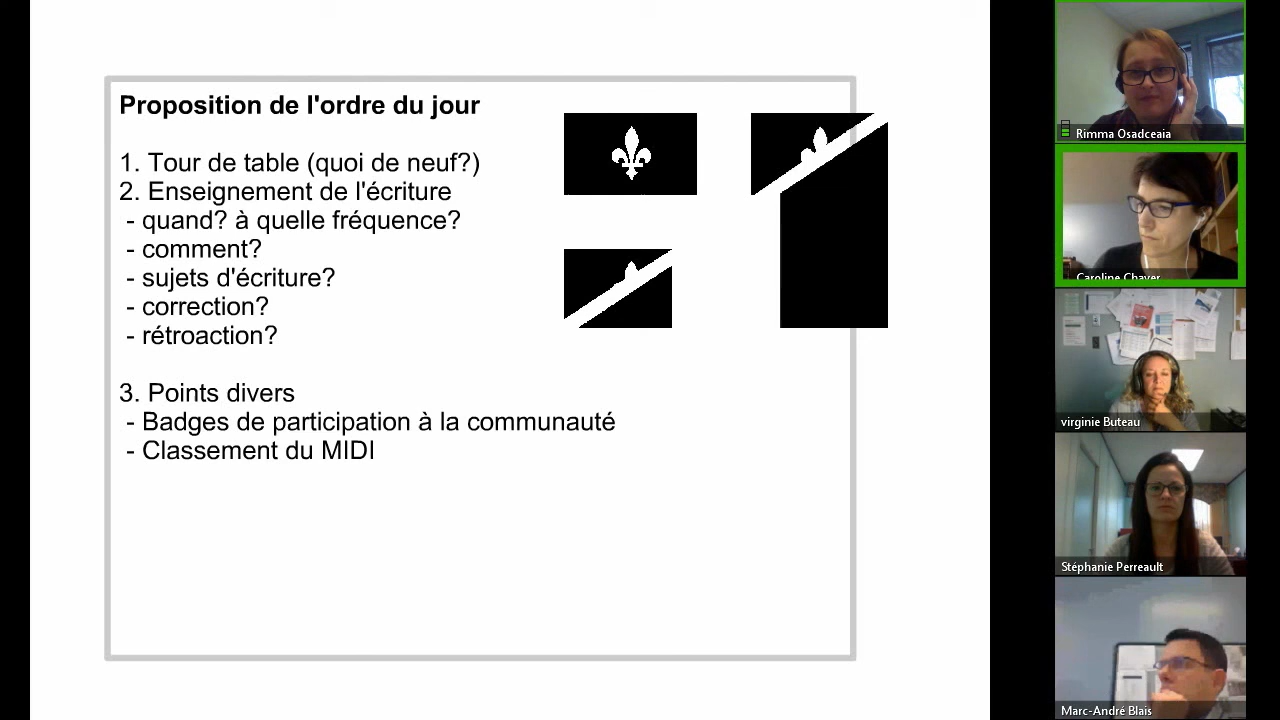 Proposition de l'ordre du jour
1. Tour de table (quoi de neuf?)
2. Enseignement de l'écriture
- quand? à quelle fréquence?
- comment?
- sujets d'écriture?
- correction?
- rétroaction?
3. Points divers
- Badges de participation à la communauté
- Classement du MIDI
Rimma Osadceaia
Caroline Chaver
virginie Buteau
Stéphanie Perreault
Marc-André Blais